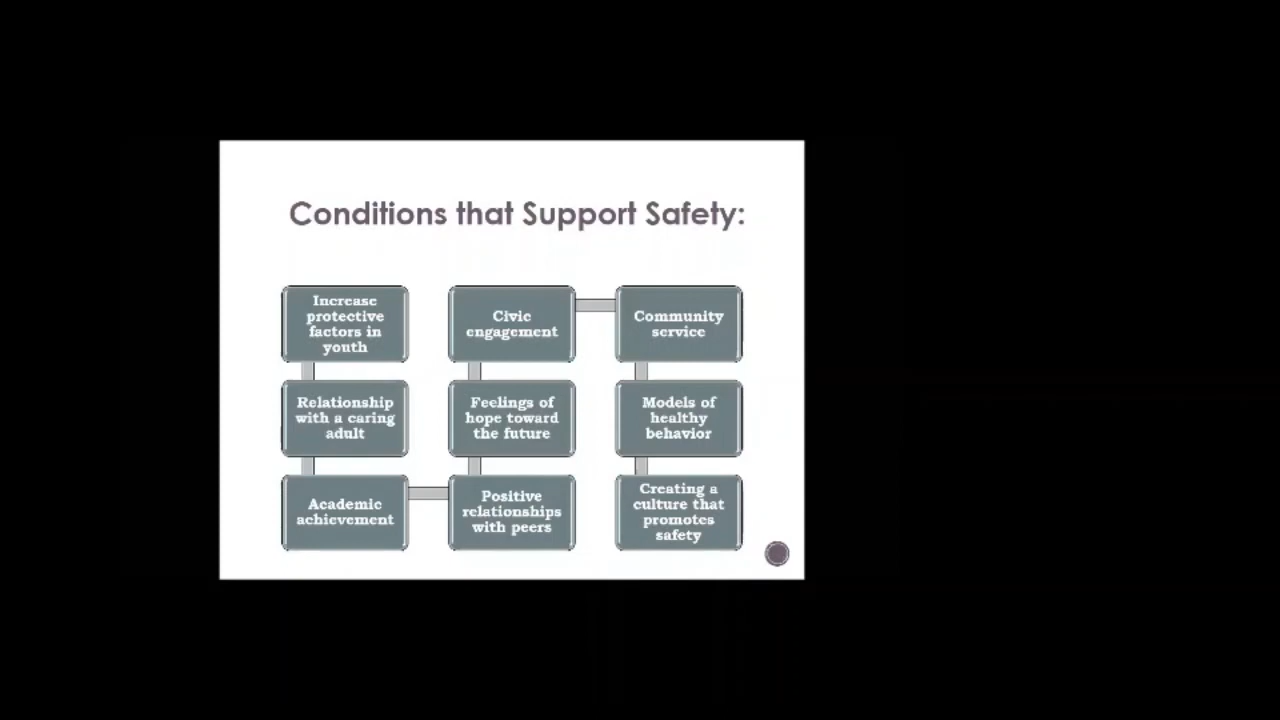 Conditions that Support Safety:
Increase
protective
factors in
youth
Relationship
with a caring
adult
Academic
achievement
Positive
relationships
with peers
Feelings of
hope toward
the future
Civic
engagement
Community
service
Models of
healthy
behavior
Creating a
culture that
promotes
safety